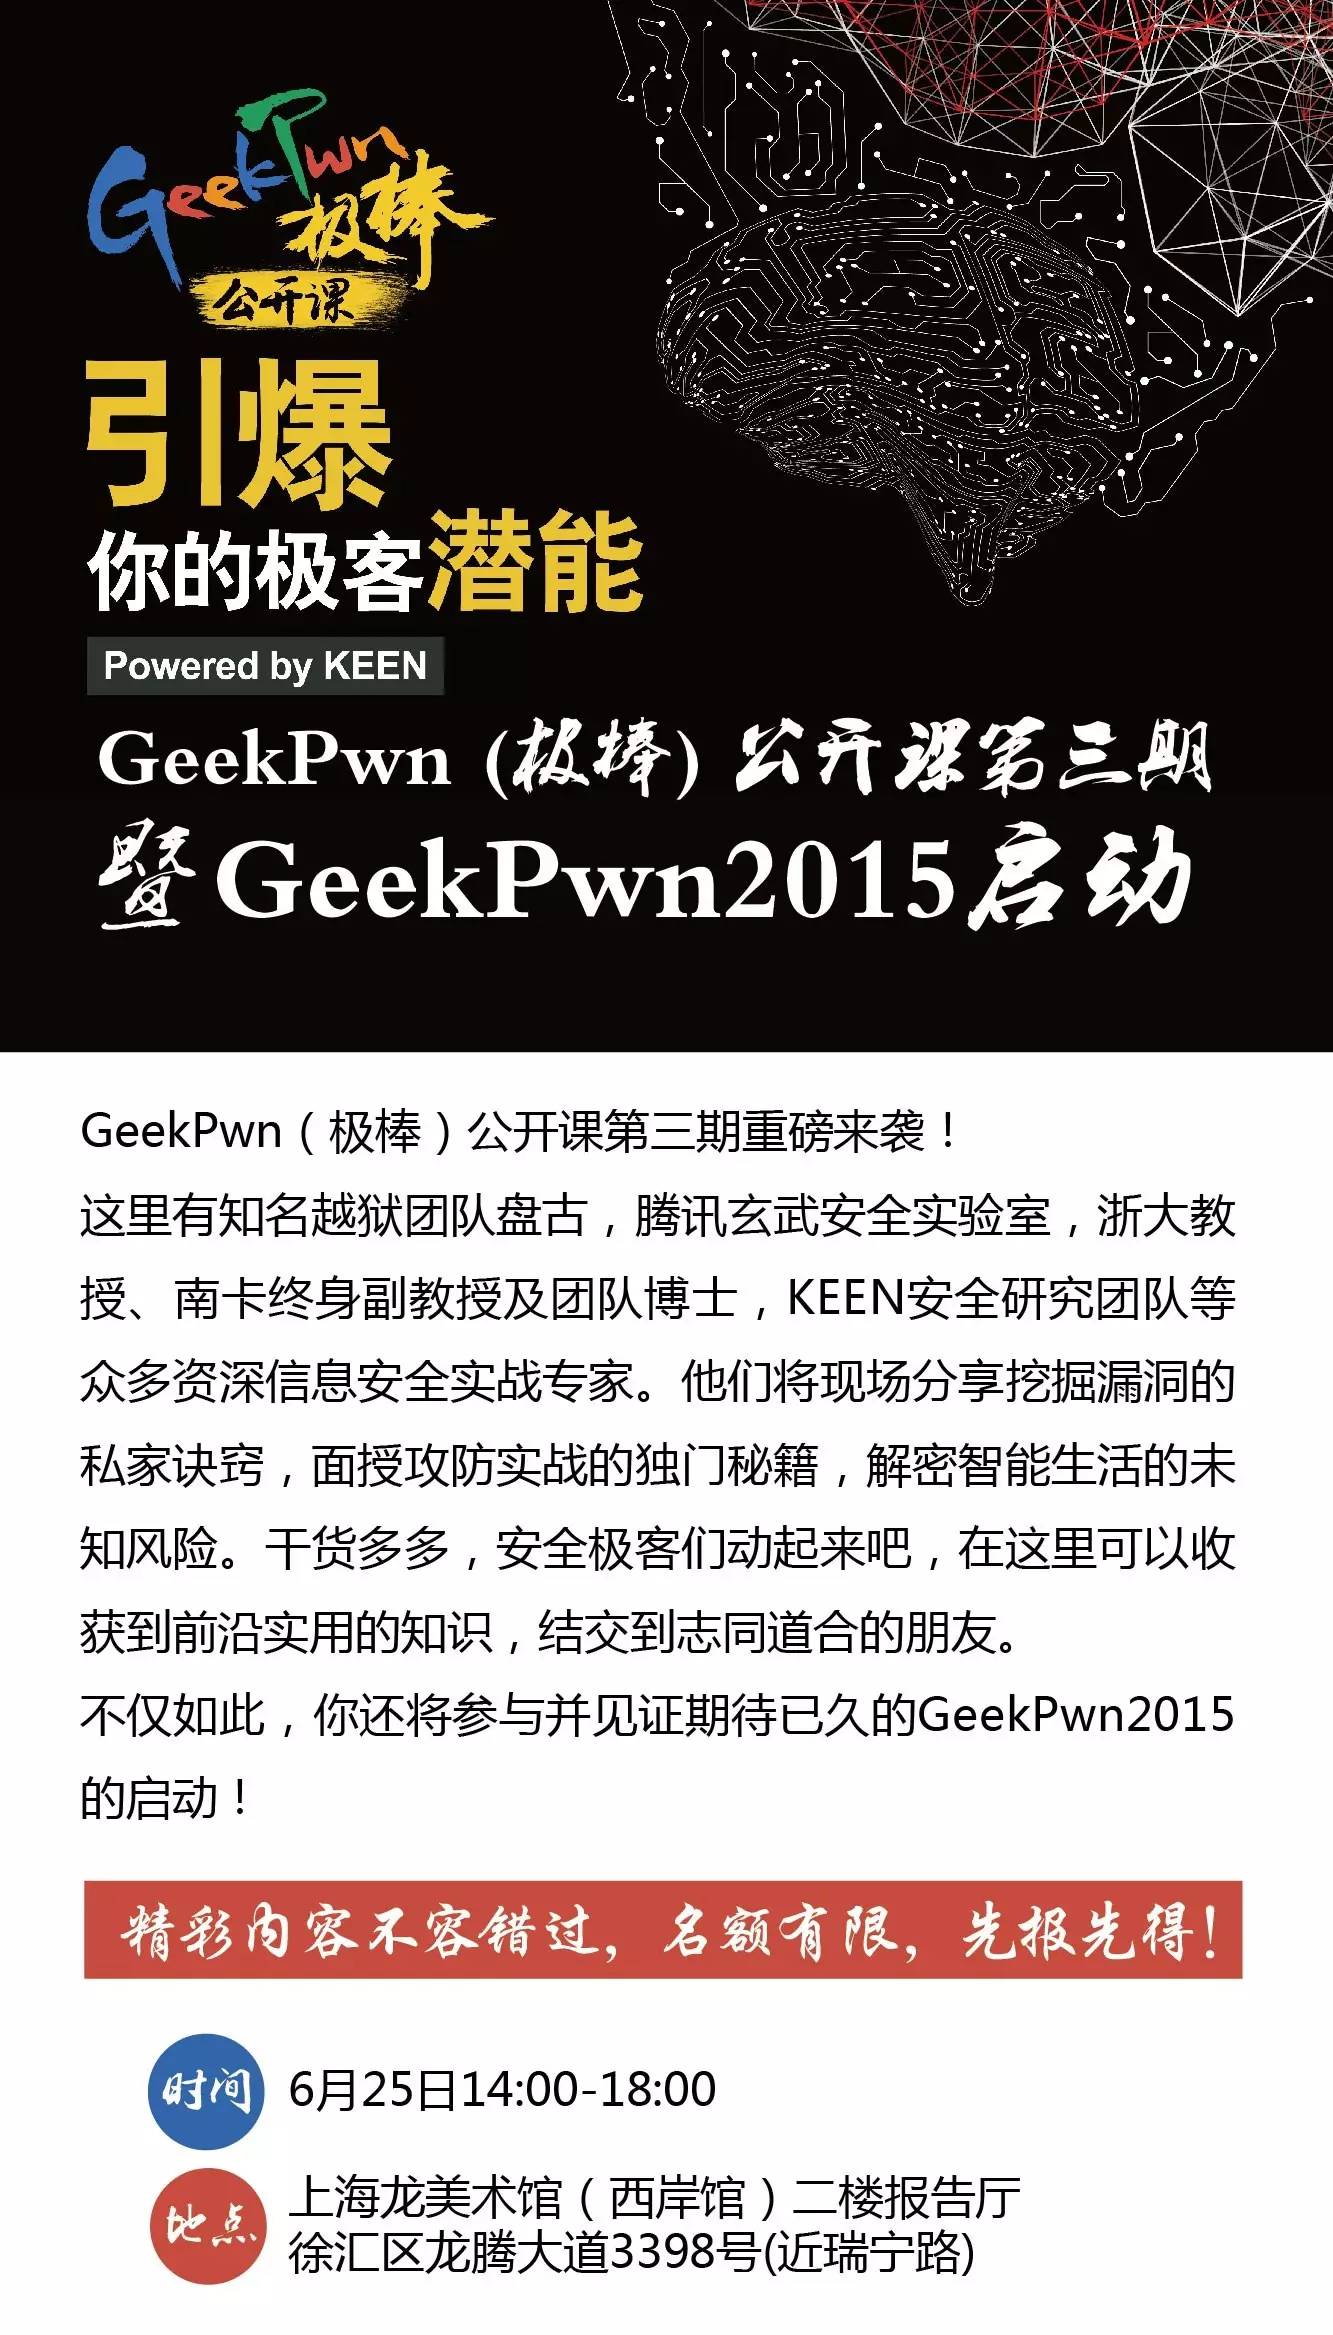 GeekPwn
极棒
公开课
引爆
你的极客潜能
Powered by KEEN
GeekPwn (极棒) 公开课第三期
暨GeekPwn2015启动
GeekPwn（极棒）公开课第三期重磅来袭！
这里有知名越狱团队盘古，腾讯玄武安全实验室，浙大教
授、南卡终身副教授及团队博士，KEEN安全研究团队等
众多资深信息安全实战专家。他们将现场分享挖掘漏洞的
私家诀窍，面授攻防实战的独门秘籍，解密智能生活的未
知风险。干货多多，安全极客们动起来吧，在这里可以收
获到前沿实用的知识，结交到志同道合的朋友。
不仅如此，你还将参与并见证期待已久的GeekPwn2015
的启动！
精彩内容不容错过，名额有限，先报先得！
时间 6月25日14:00-18:00
地点 上海龙美术馆（西岸馆）二楼报告厅
徐汇区龙腾大道3398号(近瑞宁路)